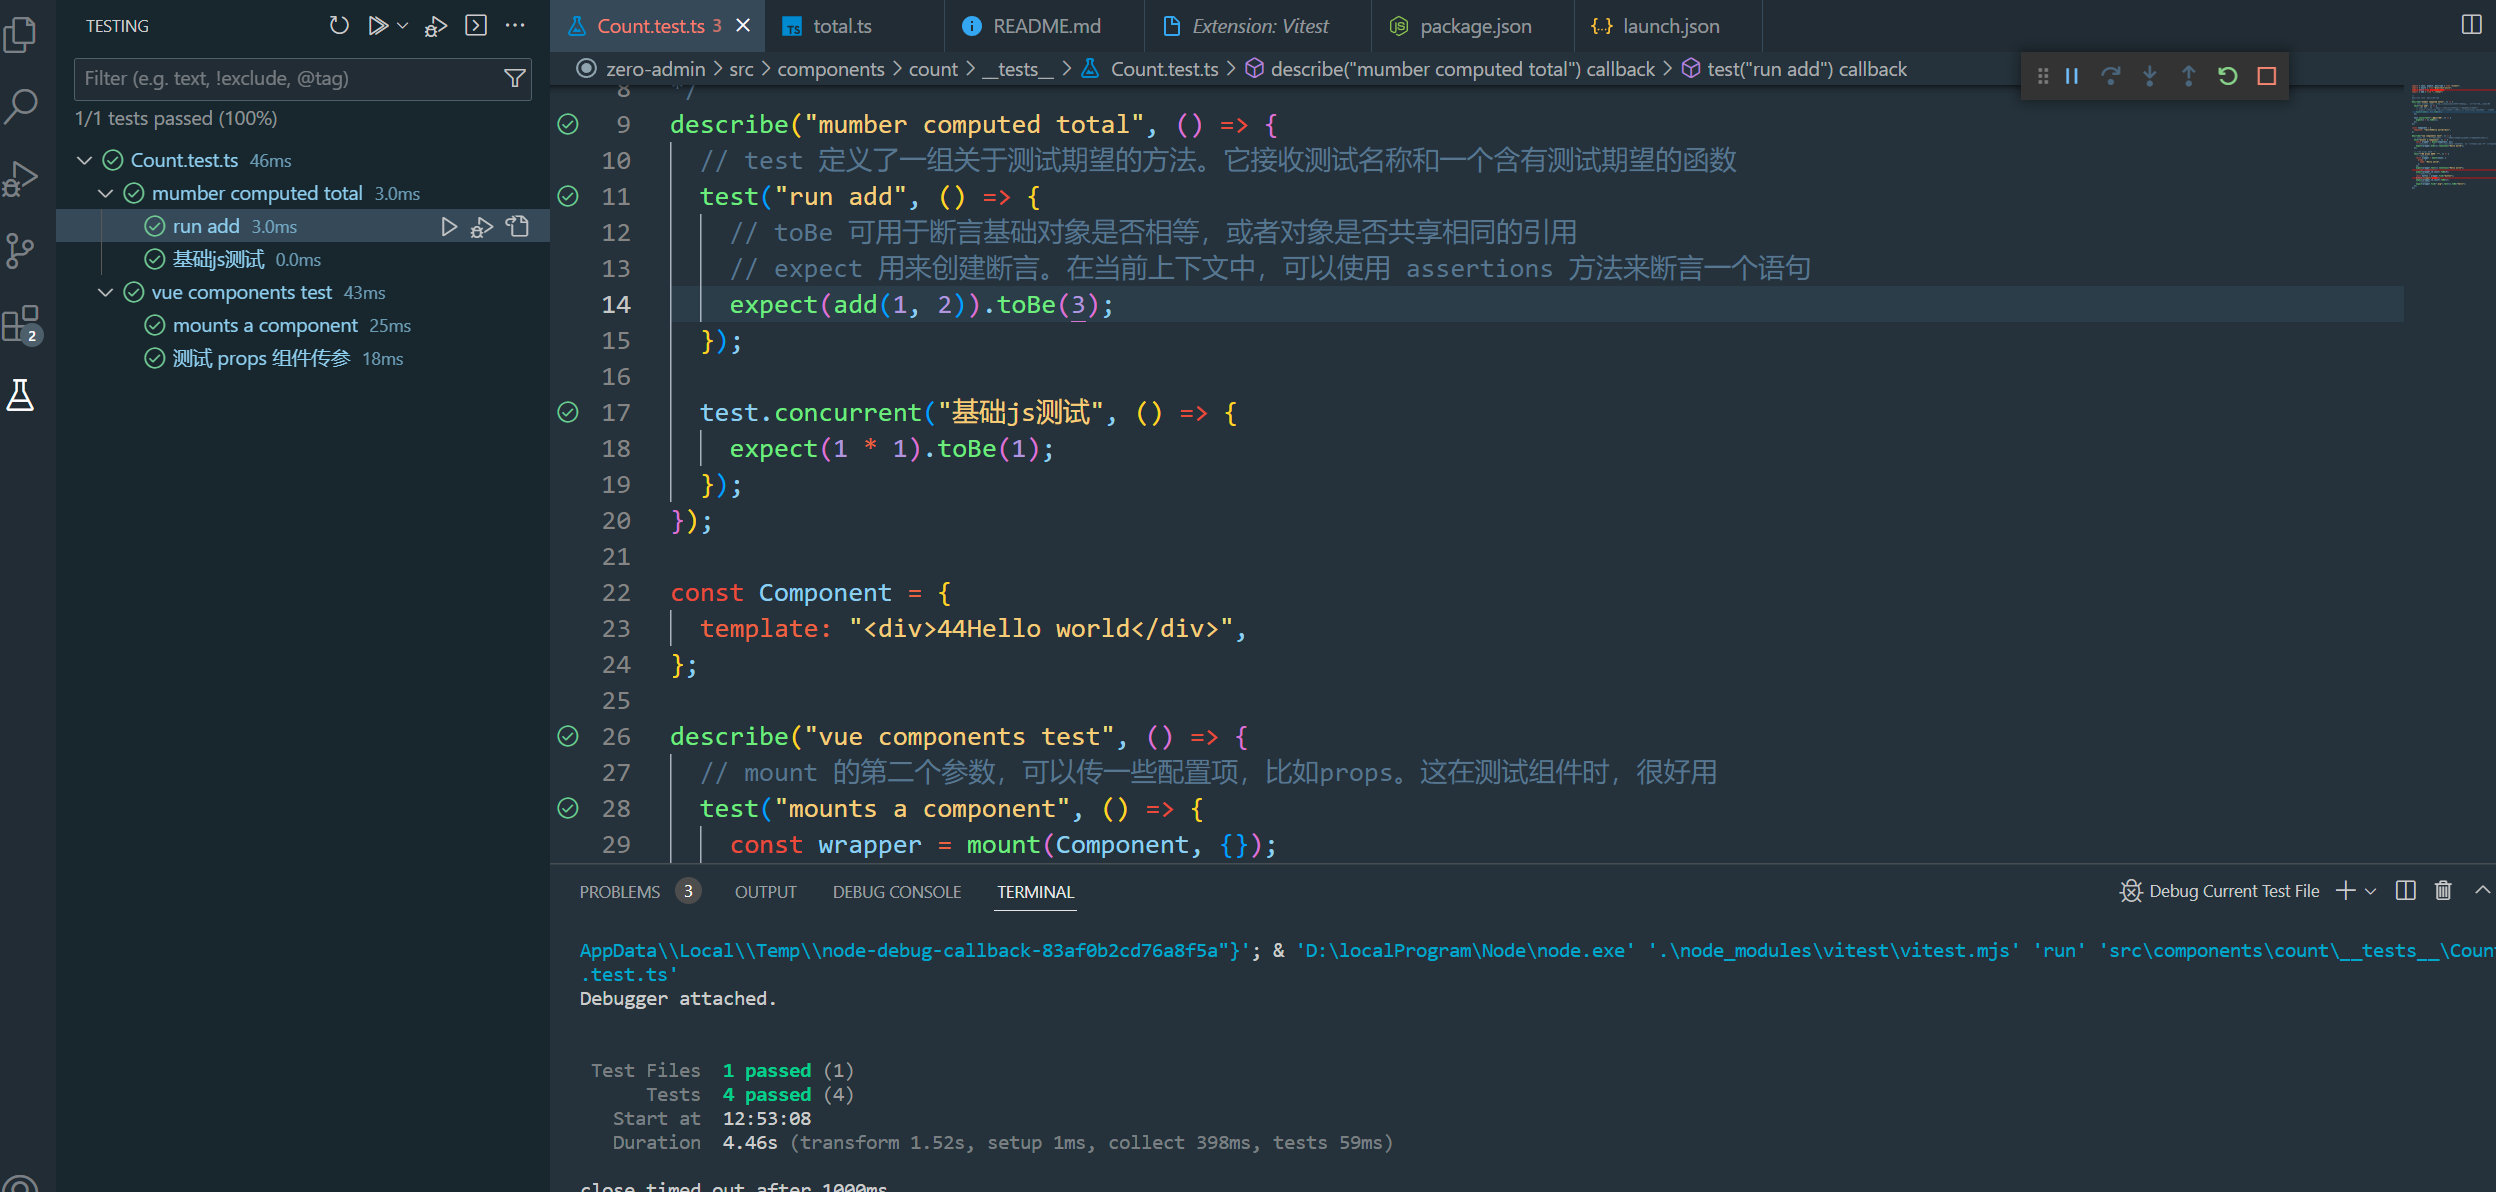 TESTING
Filter (e.g. text, !exclude, @tag)
1/1 tests passed (100%)
Count.test.ts 46ms
mumber computed total 3.0ms
run add 3.0ms
基础js测试 0.0ms
vue components test 43ms
mounts a component 25ms
测试 props 组件传参 18ms
2
Count.test.ts 3
TS total.ts
README.md
Extension: Vitest
package.json
{..} launch.json
zero-admin > src > components > count > __tests__ > Count.test.ts > describe("mumber computed total") callback > test("run add") callback
8 */
9 describe("mumber computed total", () => {
10 // test 定义了一组关于测试期望的方法。它接收测试名称和一个含有测试期望的函数
11 test("run add", () => {
12 // toBe 可用于断言基础对象是否相等，或者对象是否共享相同的引用
13 // expect 用来创建断言。在当前上下文中，可以使用 assertions 方法来断言一个语句
14 expect(add(1, 2)).toBe(3);
15 });
16
17 test.concurrent("基础js测试", () => {
18 expect(1 * 1).toBe(1);
19 });
20 });
21
22 const Component = {
23 template: "<div>44Hello world</div>",
24 };
25
26 describe("vue components test", () => {
27 // mount 的第二个参数，可以传一些配置项，比如props。这在测试组件时，很好用
28 test("mounts a component", () => {
29 const wrapper = mount(Component, {});
PROBLEMS 3 OUTPUT DEBUG CONSOLE TERMINAL
Debug Current Test File
AppData\\Local\\Temp\\node-debug-callback-83af0b2cd76a8f5a"}'; & 'D:\localProgram\Node\node.exe' '.\node_modules\vitest\vitest.mjs' 'run' 'src\components\count\__tests__\Count
.test.ts'
Debugger attached.
Test Files 1 passed (1)
Tests 4 passed (4)
Start at 12:53:08
Duration 4.46s (transform 1.52s, setup 1ms, collect 398ms, tests 59ms)
close timed out after 1000ms